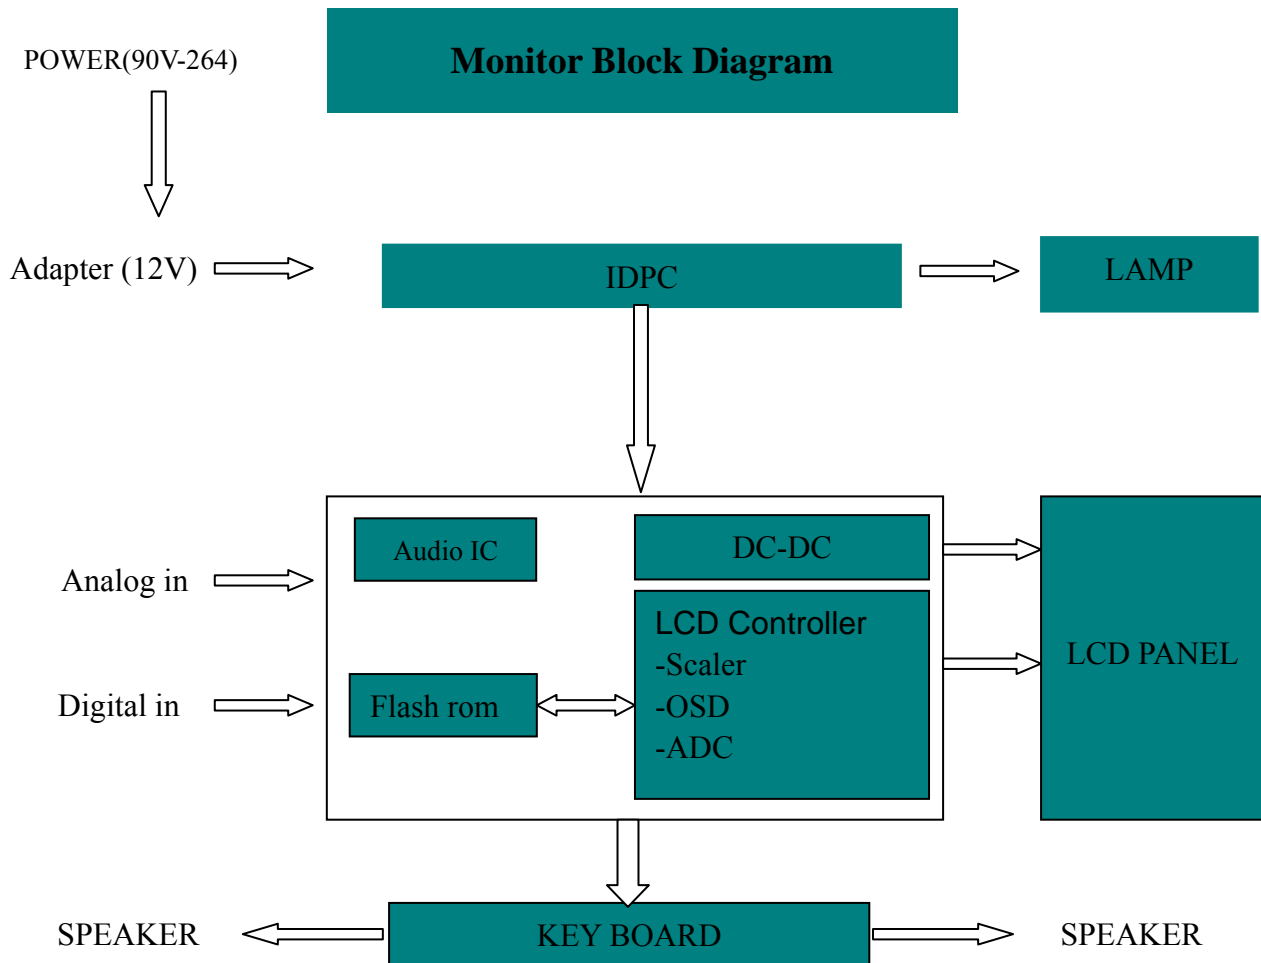 POWER(90V-264)
Monitor Block Diagram
Adapter (12V)
IDPC
LAMP
Audio IC
DC-DC
Analog in
LCD Controller
-Scaler
-OSD
-ADC
LCD PANEL
Digital in
Flash rom
SPEAKER
KEY BOARD
SPEAKER